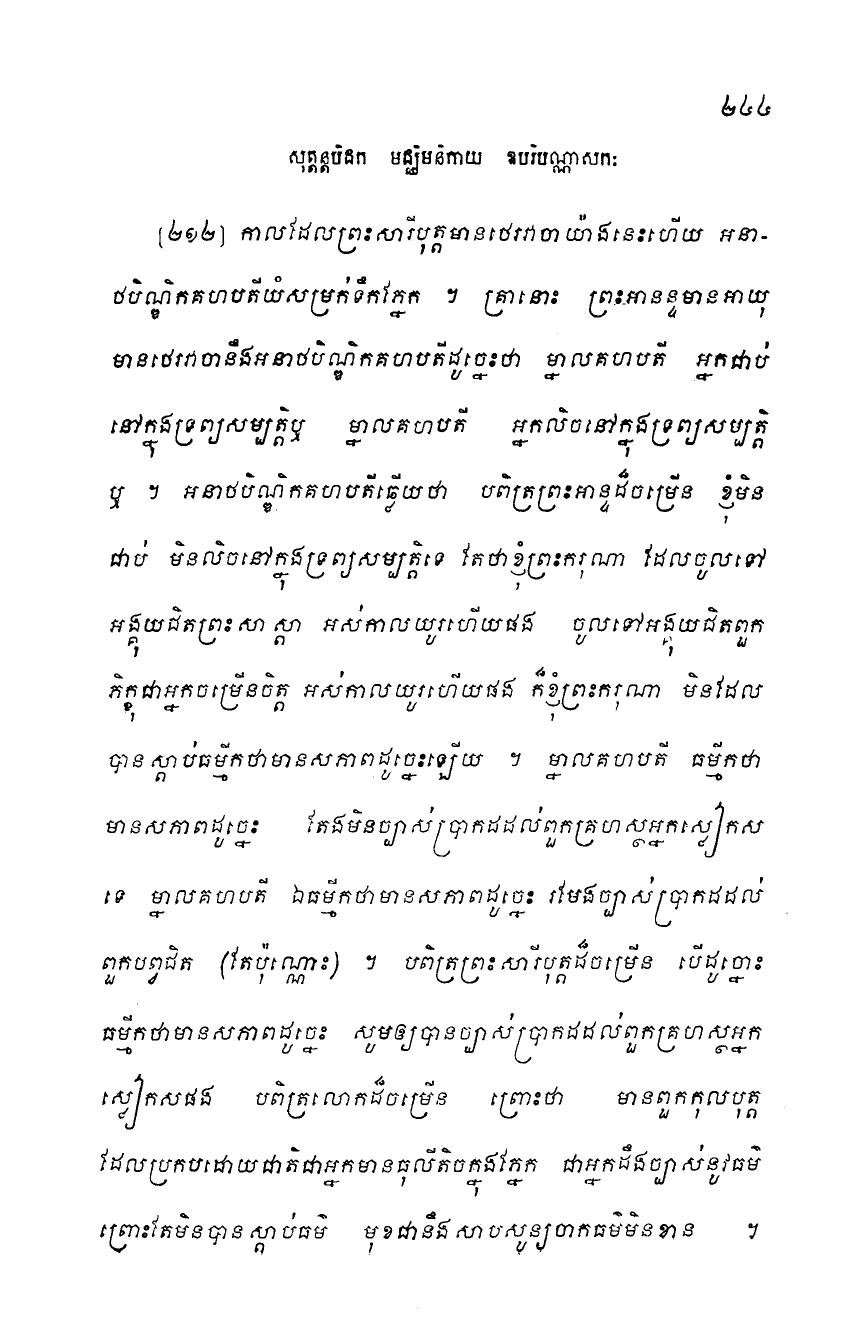 ២៤៤
សុត្តន្តបិដក មជ្ឈិមនិកាយ ឧបរិបណ្ណាសកៈ
[២១២] កាលដែលព្រះសារីបុត្តមានថេរវាចាយ៉ាងនេះហើយ អនា-
ថបិណ្ឌិកគហបតីយំសម្រក់ទឹកភ្នែក ។ គ្រានោះ ព្រះអានន្ទមានអាយុ
មានថេរវាចានឹងអនាថបិណ្ឌិកគហបតីដូច្នេះថា ម្នាលគហបតី អ្នកជាប់
នៅក្នុងទ្រព្យសម្បត្តិឬ ម្នាលគហបតី អ្នកលិចនៅក្នុងទ្រព្យសម្បត្តិ
ឬ ។ អនាថបិណ្ឌិកគហបតីឆ្លើយថា បពិត្រព្រះអាន្ទដ៏ចម្រើន ខ្ញុំមិន
ជាប់ មិនលិចនៅក្នុងទ្រព្យសម្បត្តិទេ តែថាខ្ញុំព្រះករុណា ដែលចូលទៅ
អង្គុយជិតព្រះសាស្តា អស់កាលយូរហើយផង ចូលទៅអង្គុយជិតពួក
ភិក្ខុជាអ្នកចម្រើនចិត្ត អស់កាលយូរហើយផង ក៏ខ្ញុំព្រះករុណា មិនដែល
បានស្តាប់ធម្មីកថាមានសភាពដូច្នេះឡើយ ។ ម្នាលគហបតី ធម្មីកថា
មានសភាពដូច្នេះ តែងមិនច្បាស់ប្រាកដដល់ពួកគ្រហស្ថអ្នកស្លៀកស
ទេ ម្នាលគហបតី ឯធម្មីកថាមានសភាពដូច្នេះ រមែងច្បាស់ប្រាកដដល់
ពួកបព្វជិត (តែប៉ុណ្ណោះ) ។ បពិត្រព្រះសារីបុត្តដ៏ចម្រើន បើដូច្នោះ
ធម្មីកថាមានសភាពដូច្នេះ សូមឲ្យបានច្បាស់ប្រាកដដល់ពួកគ្រហស្ថអ្នក
ស្លៀកសផង បពិត្រលោកដ៏ចម្រើន ព្រោះថា មានពួកកុលបុត្ត
ដែលប្រកបដោយជាតិជាអ្នកមានធុលីតិចក្នុងភ្នែក ជាអ្នកដឹងច្បាស់នូវធម៌
ព្រោះតែមិនបានស្តាប់ធម៌ មុខជានឹងសាបសូន្យចាកធម៌មិនខាន ។